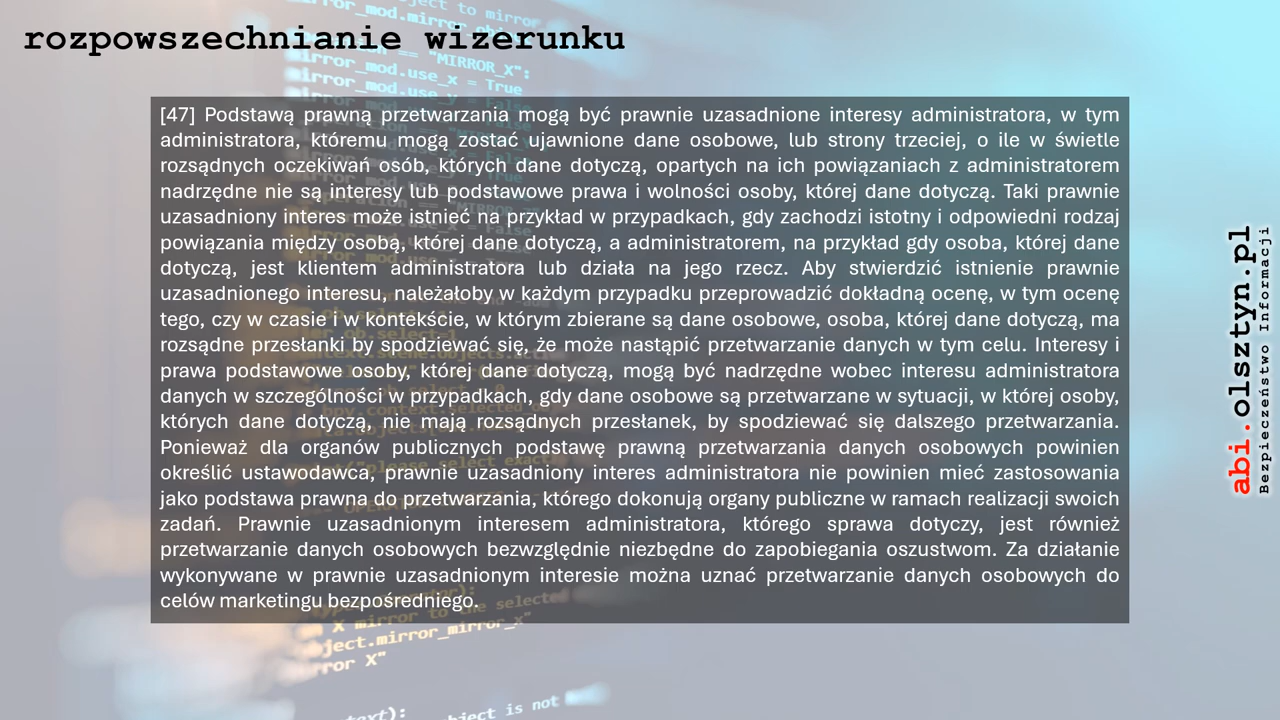 rozpowszechnianie wizerunku
[47] Podstawą prawną przetwarzania mogą być prawnie uzasadnione interesy administratora, w tym
administratora, któremu mogą zostać ujawnione dane osobowe, lub strony trzeciej, o ile w świetle
rozsądnych oczekiwań osób, których dane dotyczą, opartych na ich powiązaniach z administratorem
nadrzędne nie są interesy lub podstawowe prawa i wolności osoby, której dane dotyczą. Taki prawnie
uzasadniony interes może istnieć na przykład w przypadkach, gdy zachodzi istotny i odpowiedni rodzaj
powiązania między osobą, której dane dotyczą, a administratorem, na przykład gdy osoba, której dane
dotyczą, jest klientem administratora lub działa na jego rzecz. Aby stwierdzić istnienie prawnie
uzasadnionego interesu, należałoby w każdym przypadku przeprowadzić dokładną ocenę, w tym ocenę
tego, czy w czasie i w kontekście, w którym zbierane są dane osobowe, osoba, której dane dotyczą, ma
rozsądne przesłanki by spodziewać się, że może nastąpić przetwarzanie danych w tym celu. Interesy i
prawa podstawowe osoby, której dane dotyczą, mogą być nadrzędne wobec interesu administratora
danych w szczególności w przypadkach, gdy dane osobowe są przetwarzane w sytuacji, w której osoby,
których dane dotyczą, nie mają rozsądnych przesłanek, by spodziewać się dalszego przetwarzania.
Ponieważ dla organów publicznych podstawę prawną przetwarzania danych osobowych powinien
określić ustawodawca, prawnie uzasadniony interes administratora nie powinien mieć zastosowania
jako podstawa prawna do przetwarzania, którego dokonują organy publiczne w ramach realizacji swoich
zadań. Prawnie uzasadnionym interesem administratora, którego sprawa dotyczy, jest również
przetwarzanie danych osobowych bezwzględnie niezbędne do zapobiegania oszustwom. Za działanie
wykonywane w prawnie uzasadnionym interesie można uznać przetwarzanie danych osobowych do
celów marketingu bezpośredniego.
abi.olsztyn.pl
Bezpieczeństwo Informacji